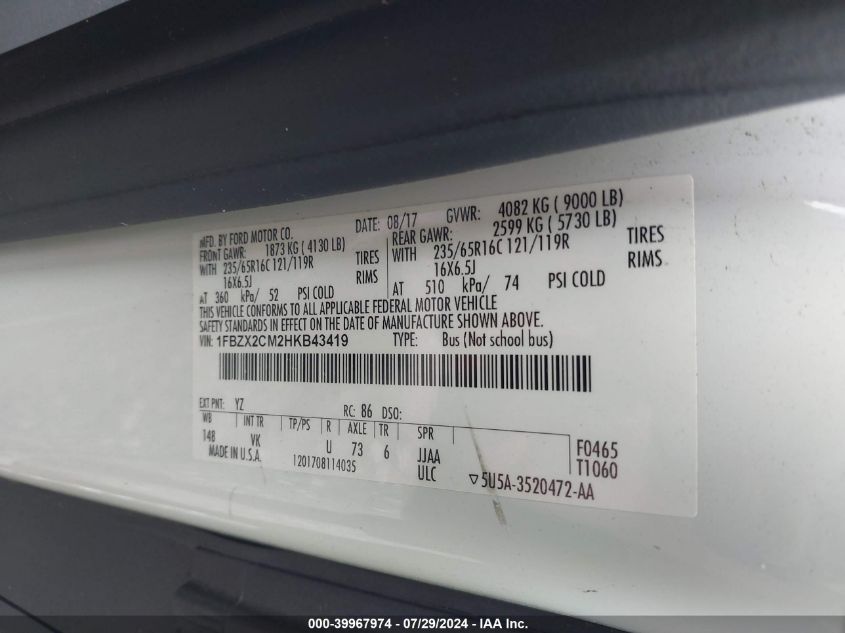 MFD. BY FORD MOTOR CO. DATE: 08/17 GVWR: 4082 KG ( 9000 LB)
FRONT GAWR: 1873 KG ( 4130 LB) REAR GAWR: 2599 KG ( 5730 LB)
WITH 235/65R16C 121/119R TIRES WITH 235/65R16C 121/119R TIRES
16X6.5J RIMS 16X6.5J RIMS
AT 360 kPa/ 52 PSI COLD AT 510 kPa/ 74 PSI COLD
THIS VEHICLE CONFORMS TO ALL APPLICABLE FEDERAL MOTOR VEHICLE
SAFETY STANDARDS IN EFFECT ON THE DATE OF MANUFACTURE SHOWN ABOVE.
VIN: 1FBZX2CM2HKB43419 TYPE: Bus (Not school bus)
EXT PNT: YZ RC: 86 DSO:
WB INT TR TP/PS R AXLE TR SPR
148 VK U 73 6 JJAA F0465
MADE IN U.S.A. 1201708114035 ULC T1060
▽5U5A-3520472-AA
000-39967974 / 07/29/2024 - IAA Inc.